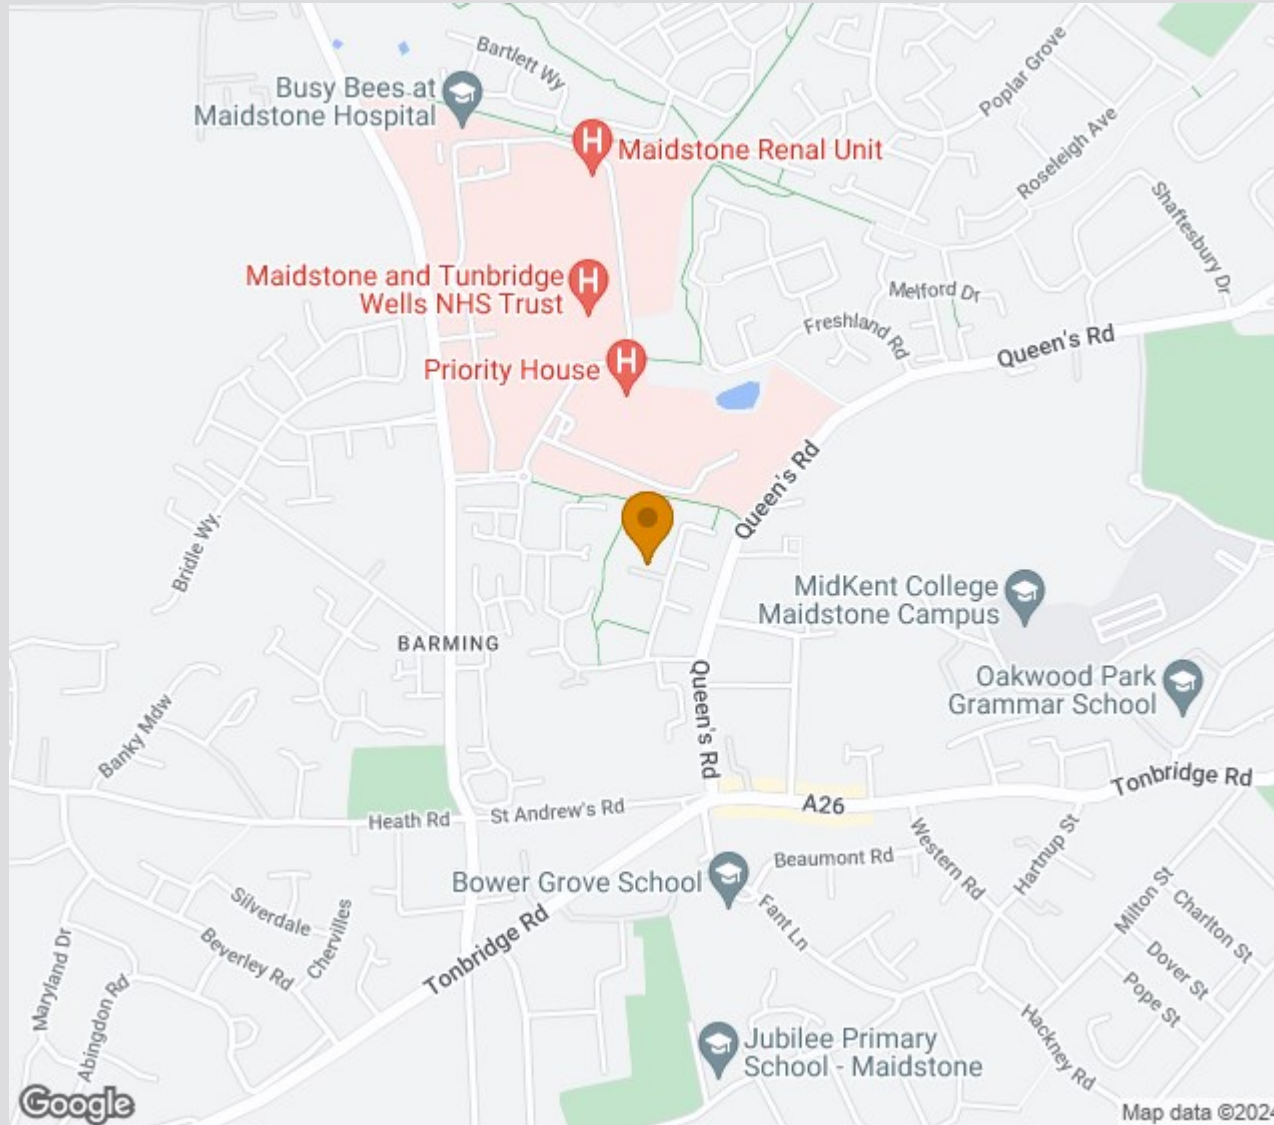 Bartlett Wy
Poplar Grove
Busy Bees at
Maidstone Hospital
Maidstone Renal Unit
Roseleigh Ave
Shaftesbury Dr
Maidstone and Tunbridge
Wells NHS Trust
Melford Dr
Freshland Rd
Queen's Rd
Priority House
Queen's Rd
Bridle Wy.
MidKent College
Maidstone Campus
BARMING
Queen's Rd
Oakwood Park
Grammar School
Banky Mdw
Tonbridge Rd
A26
St Andrew's Rd
Heath Rd
Western Rd
Hartnup St
Beaumont Rd
Bower Grove School
Milton St
Charlton St
Silverdale
Chervilles
Fant Ln
Beverley Rd
Tonbridge Rd
Dover St
Maryland Dr
Abingdon Rd
Pope St
Hackney Rd
Jubilee Primary
School - Maidstone
Google
Map data ©2024